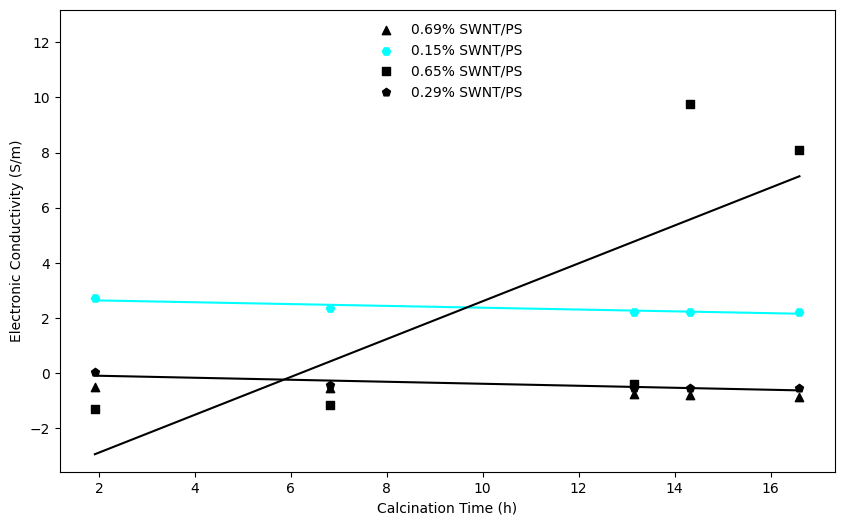 0.69% SWNT/PS
0.15% SWNT/PS
0.65% SWNT/PS
0.29% SWNT/PS
12
10
8
6
4
2
0
−2
Electronic Conductivity (S/m)
2 4 6 8 10 12 14 16
Calcination Time (h)